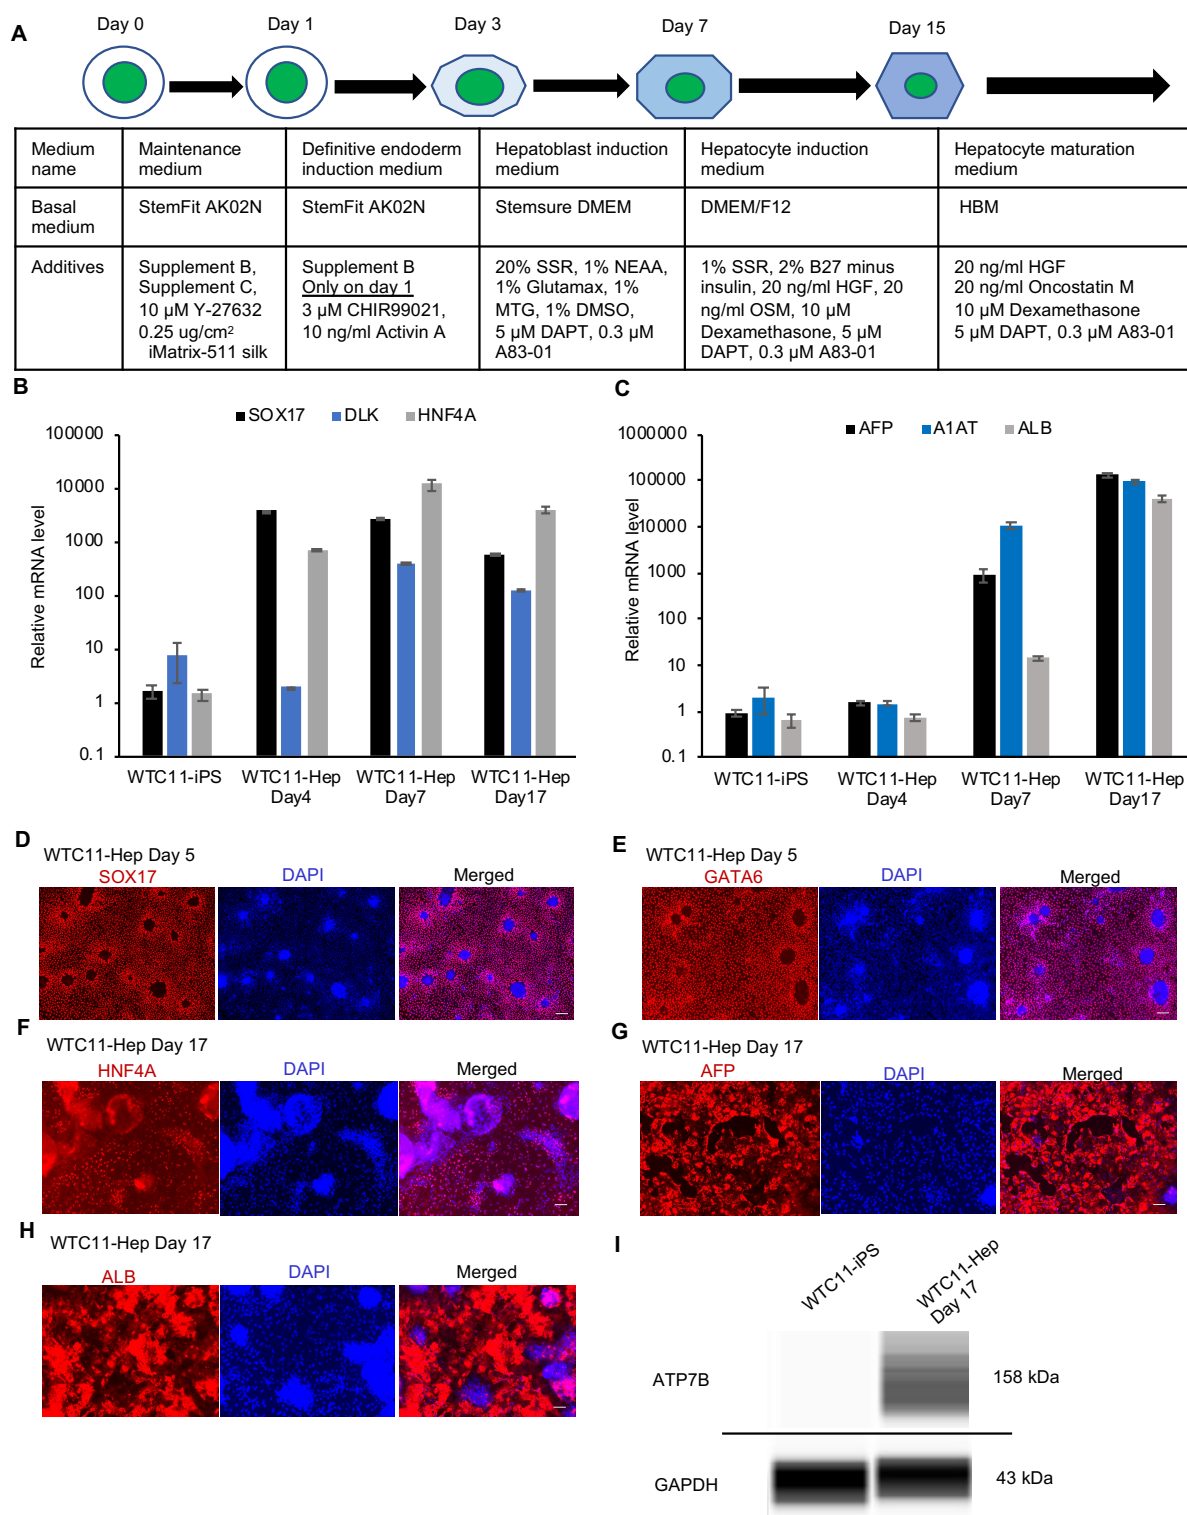 A
Day 0
Day 1
Day 3
Day 7
Day 15
Medium name
Maintenance medium
Definitive endoderm induction medium
Hepatoblast induction medium
Hepatocyte induction medium
Hepatocyte maturation medium
Basal medium
StemFit AK02N
StemFit AK02N
Stemsure DMEM
DMEM/F12
HBM
Additives
Supplement B,
Supplement C,
10 µM Y-27632
0.25 ug/cm²
iMatrix-511 silk
Supplement B
Only on day 1
3 µM CHIR99021,
10 ng/ml Activin A
20% SSR, 1% NEAA,
1% Glutamax, 1%
MTG, 1% DMSO,
5 µM DAPT, 0.3 µM
A83-01
1% SSR, 2% B27 minus
insulin, 20 ng/ml HGF, 20
ng/ml OSM, 10 µM
Dexamethasone, 5 µM
DAPT, 0.3 µM A83-01
20 ng/ml HGF
20 ng/ml Oncostatin M
10 µM Dexamethasone
5 µM DAPT, 0.3 µM A83-01
B
SOX17 DLK HNF4A
Relative mRNA level
100000
10000
1000
100
10
1
0.1
WTC11-iPS
WTC11-Hep Day4
WTC11-Hep Day7
WTC11-Hep Day17
C
AFP A1AT ALB
Relative mRNA level
1000000
100000
10000
1000
100
10
1
0.1
WTC11-iPS
WTC11-Hep Day4
WTC11-Hep Day7
WTC11-Hep Day17
D
WTC11-Hep Day 5
SOX17 DAPI Merged
E
WTC11-Hep Day 5
GATA6 DAPI Merged
F
WTC11-Hep Day 17
HNF4A DAPI Merged
G
WTC11-Hep Day 17
AFP DAPI Merged
H
WTC11-Hep Day 17
ALB DAPI Merged
I
WTC11-iPS
WTC11-Hep Day 17
ATP7B 158 kDa
GAPDH 43 kDa